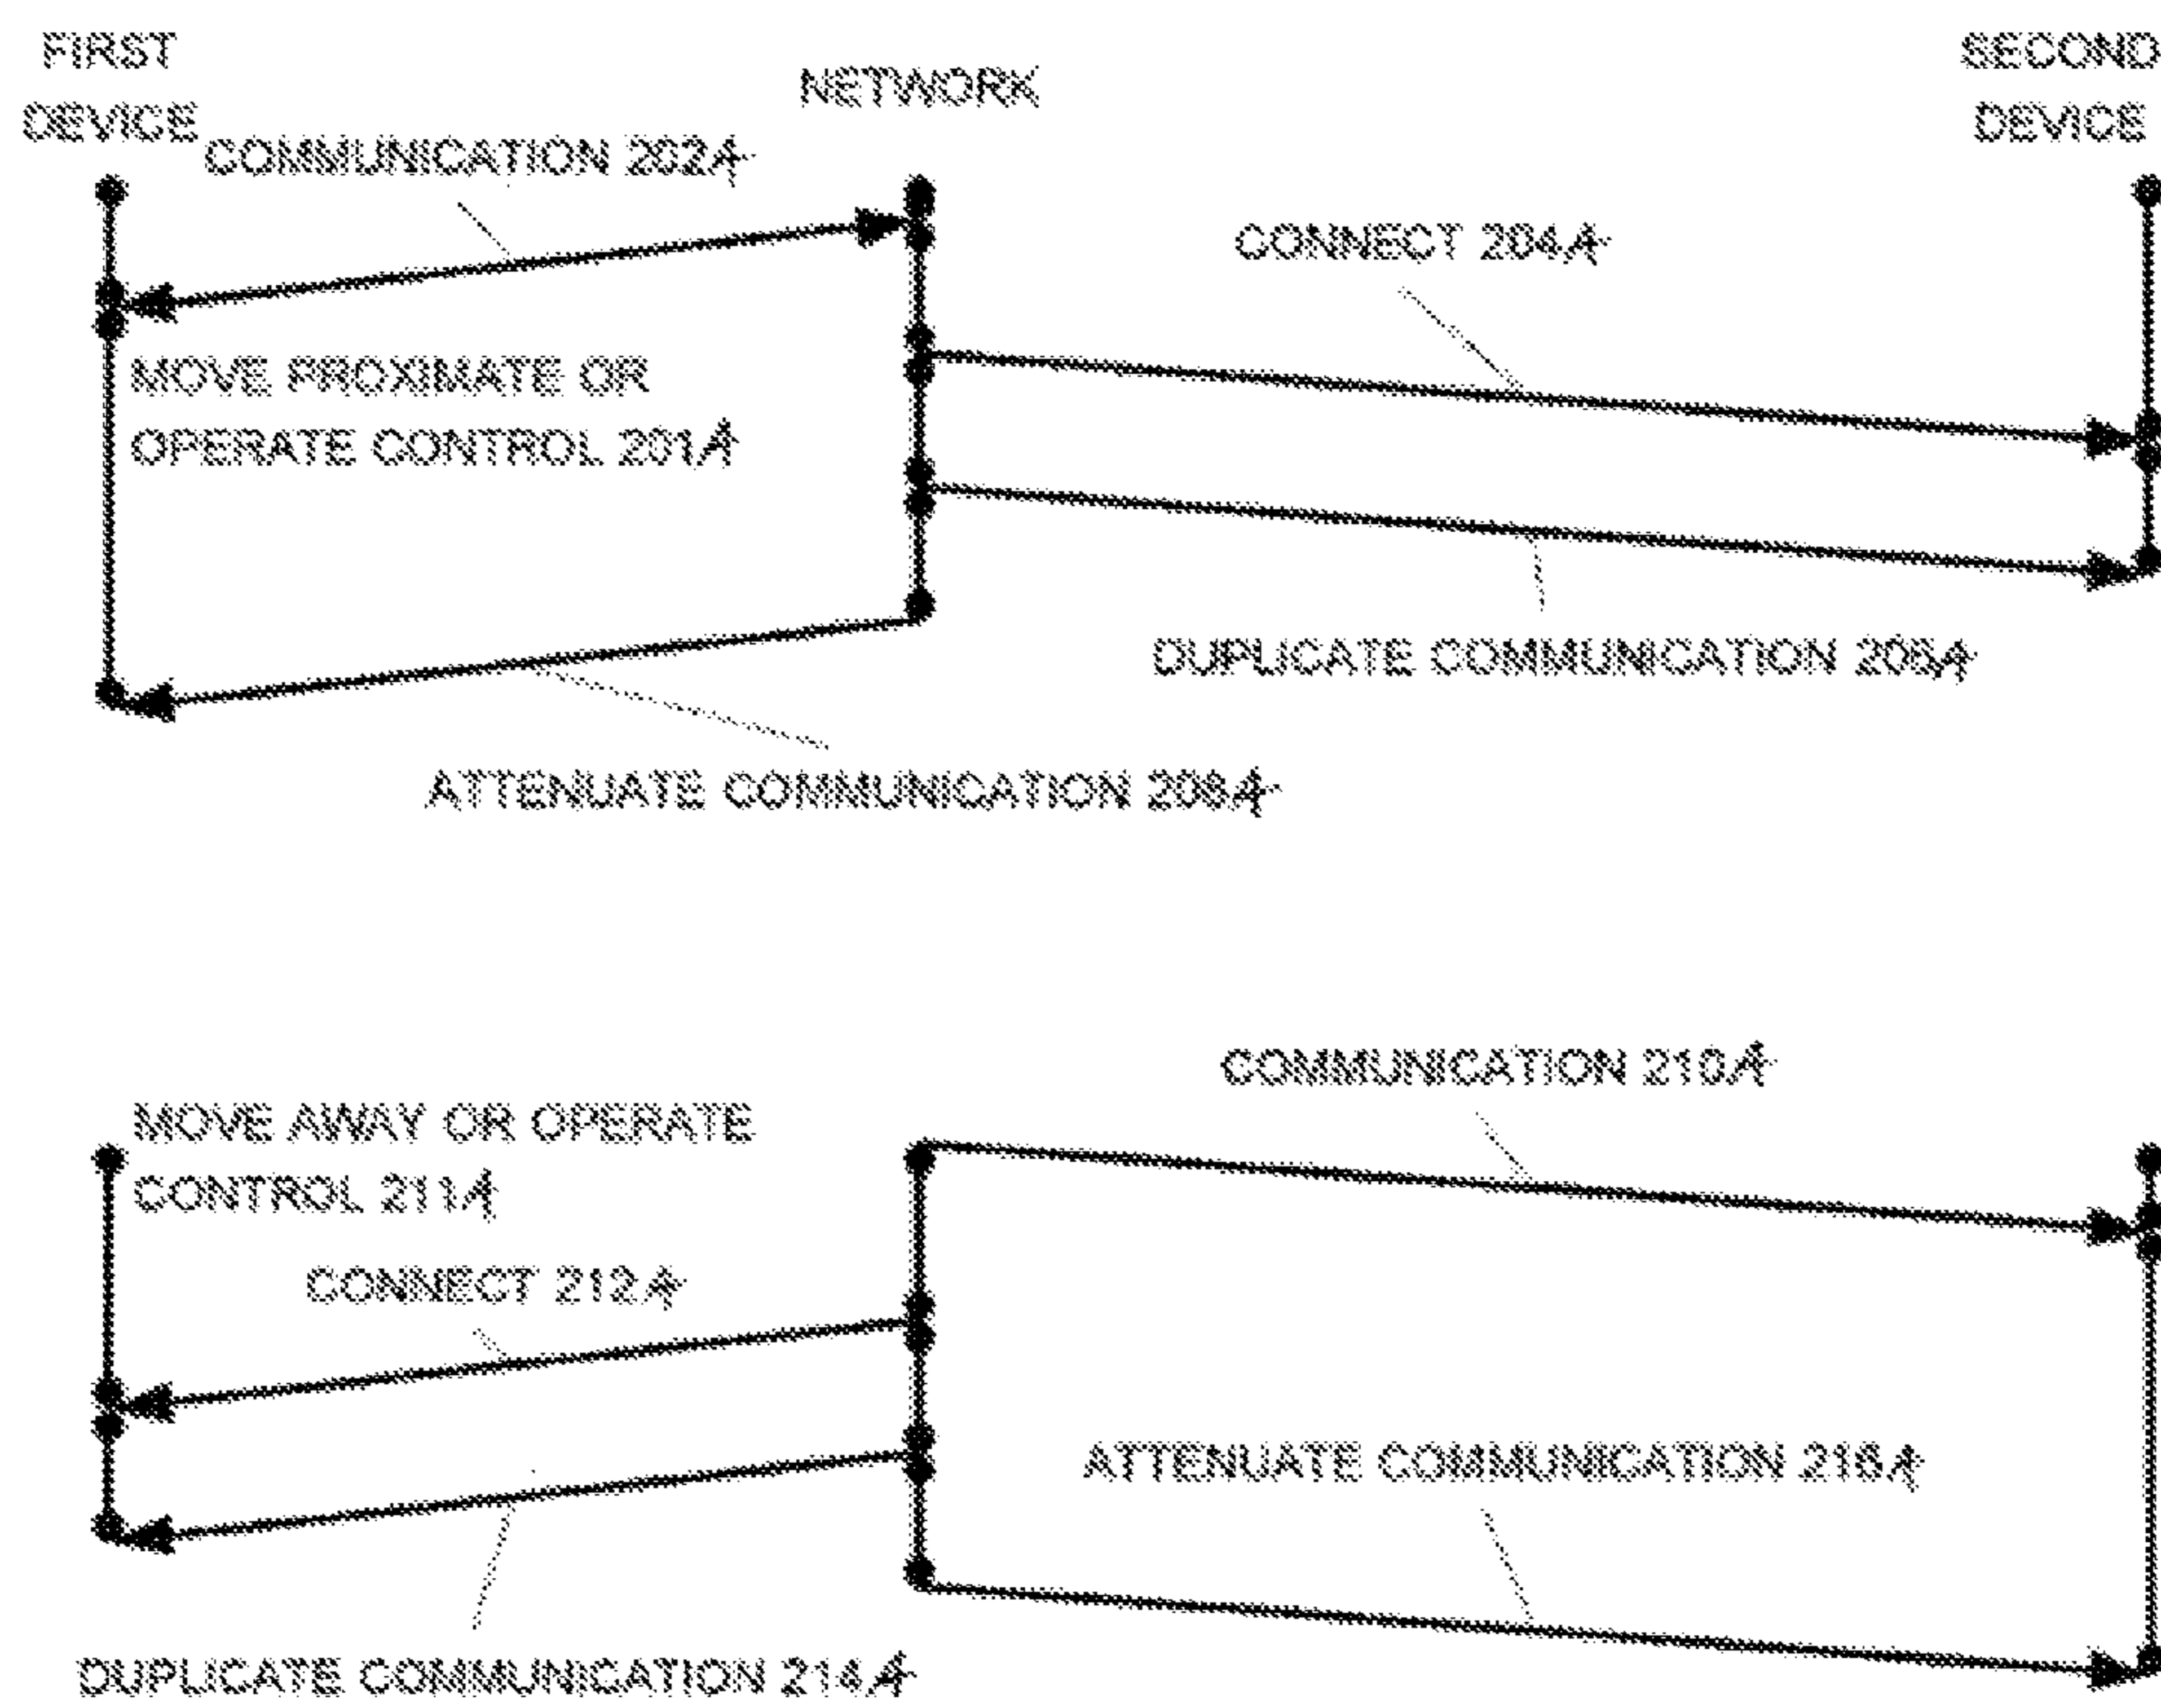 FIRST
DEVICE
NETWORK
SECOND
DEVICE
COMMUNICATION 202A
CONNECT 204A
MOVE PROXIMATE OR
OPERATE CONTROL 201A
DUPLICATE COMMUNICATION 206A
ATTENUATE COMMUNICATION 208A
COMMUNICATION 210A
MOVE AWAY OR OPERATE
CONTROL 211A
CONNECT 212A
ATTENUATE COMMUNICATION 216A
DUPLICATE COMMUNICATION 214A